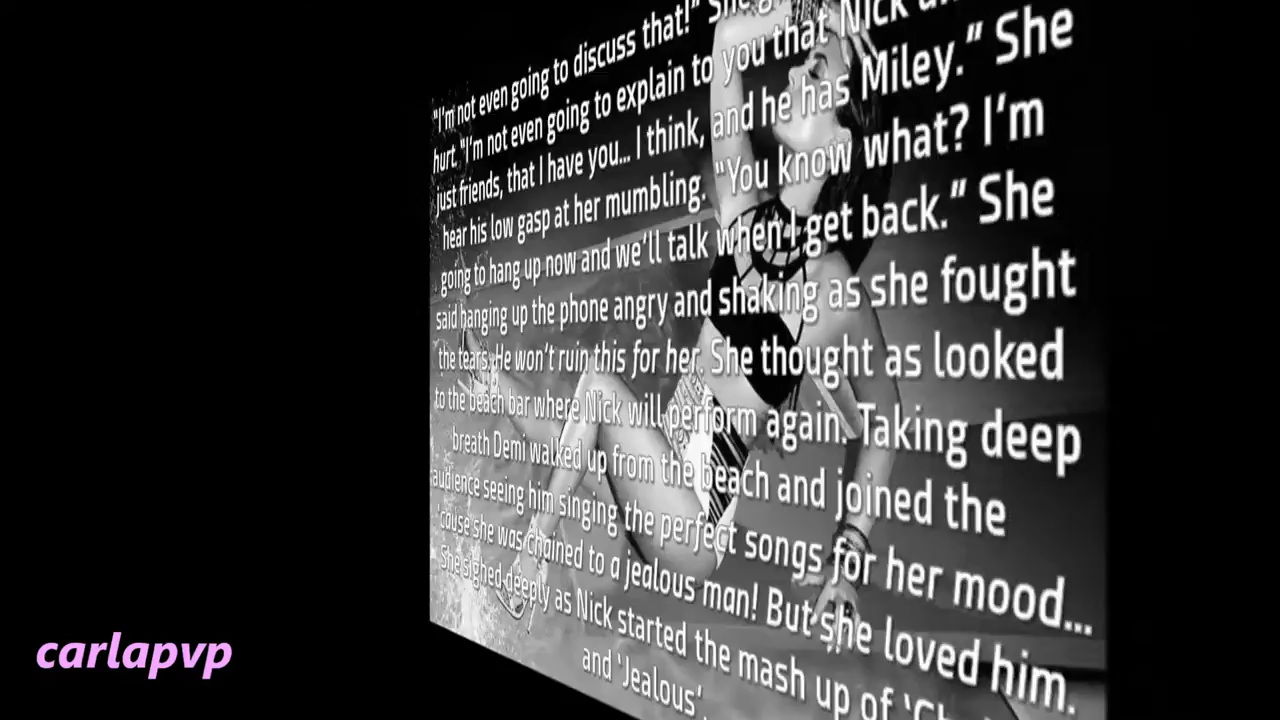 "I'm not even going to discuss that!" She
hurt. "I'm not even going to explain to you that Nick
just friends, that I have you... I think, and he has Miley." She
hear his low gasp at her mumbling. "You know what? I'm
going to hang up now and we'll talk when I get back." She
said hanging up the phone angry and shaking as she fought
the tears. He won't ruin this for her. She thought as looked
to the beach bar where Nick will perform again. Taking deep
breath Demi walked up from the beach and joined the
audience seeing him singing the perfect songs for her mood...
'cause she was chained to a jealous man! But she loved him.
She sighed deeply as Nick started the mash up of
and 'Jealous'.
carlapvp